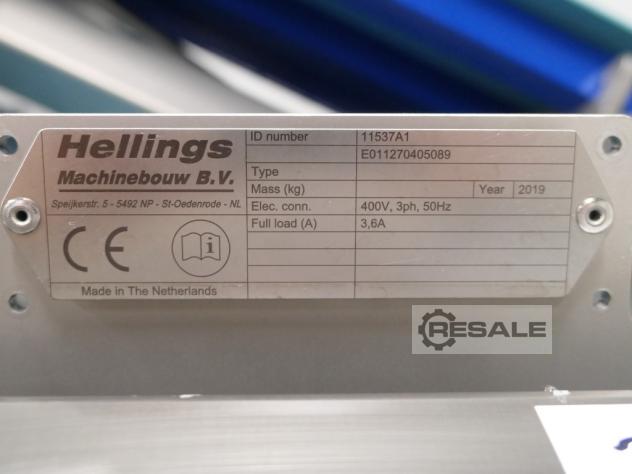 Hellings
Machinebouw B.V.
Speijkerstr. 5 - 5492 NP - St-Oedenrode - NL
CE
i
Made in The Netherlands
ID number 11537A1
E011270405089
Type
Mass (kg) Year 2019
Elec. conn. 400V, 3ph, 50Hz
Full load (A) 3,6A
RESALE